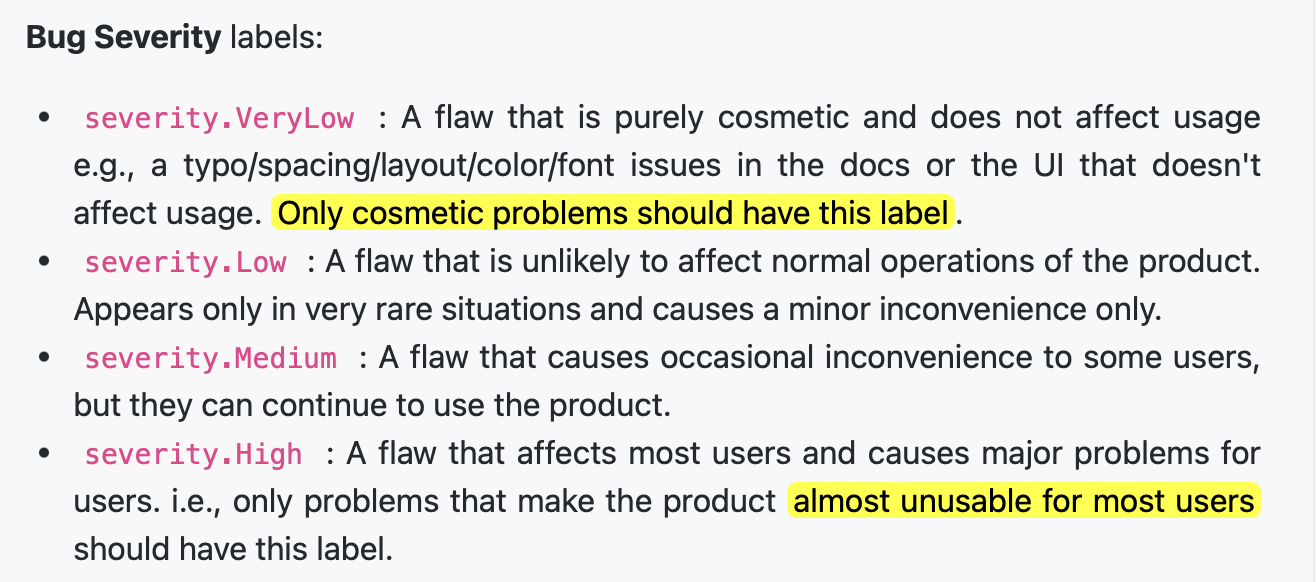 Bug Severity labels:
• severity.VeryLow : A flaw that is purely cosmetic and does not affect usage
e.g., a typo/spacing/layout/color/font issues in the docs or the UI that doesn't
affect usage. Only cosmetic problems should have this label.
• severity.Low : A flaw that is unlikely to affect normal operations of the product.
Appears only in very rare situations and causes a minor inconvenience only.
• severity.Medium : A flaw that causes occasional inconvenience to some users,
but they can continue to use the product.
• severity.High : A flaw that affects most users and causes major problems for
users. i.e., only problems that make the product almost unusable for most users
should have this label.